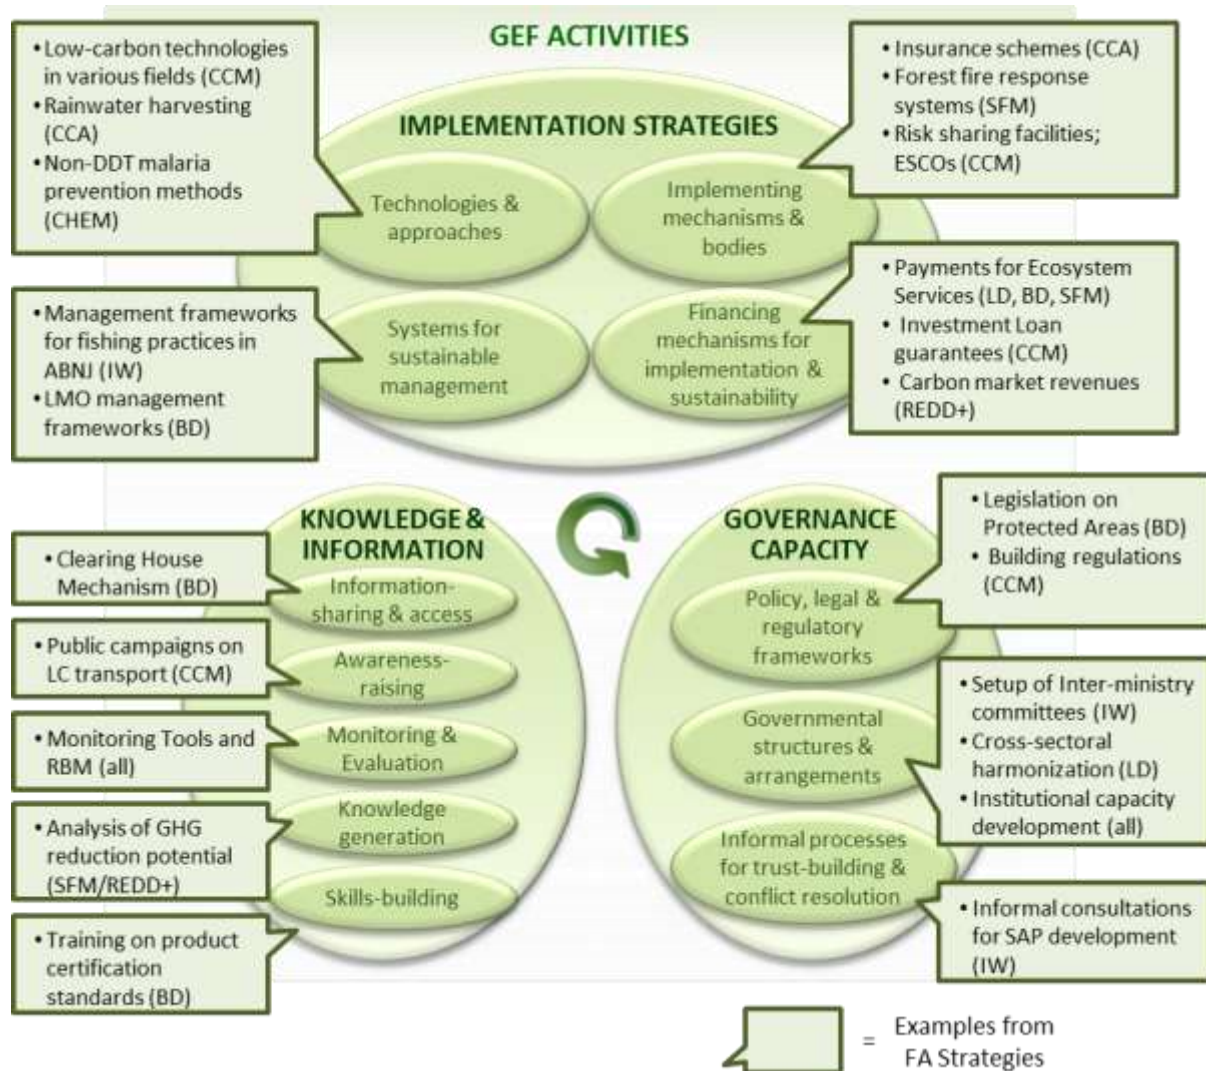 GEF ACTIVITIES
• Low-carbon technologies
in various fields (CCM)
• Rainwater harvesting
(CCA)
• Non-DDT malaria
prevention methods
(CHEM)
• Insurance schemes (CCA)
• Forest fire response
systems (SFM)
• Risk sharing facilities;
ESCOs (CCM)
IMPLEMENTATION STRATEGIES
Technologies &
approaches
Implementing
mechanisms &
bodies
• Management frameworks
for fishing practices in
ABNJ (IW)
• LMO management
frameworks (BD)
Systems for
sustainable
management
Financing
mechanisms for
implementation &
sustainability
• Payments for Ecosystem
Services (LD, BD, SFM)
• Investment Loan
guarantees (CCM)
• Carbon market revenues
(REDD+)
KNOWLEDGE &
INFORMATION
• Clearing House
Mechanism (BD)
Information-
sharing & access
• Public campaigns on
LC transport (CCM)
Awareness-
raising
• Monitoring Tools and
RBM (all)
Monitoring &
Evaluation
• Analysis of GHG
reduction potential
(SFM/REDD+)
Knowledge
generation
Skills-building
• Training on product
certification
standards (BD)
GOVERNANCE
CAPACITY
• Legislation on
Protected Areas (BD)
• Building regulations
(CCM)
Policy, legal &
regulatory
frameworks
• Setup of Inter-ministry
committees (IW)
• Cross-sectoral
harmonization (LD)
• Institutional capacity
development (all)
Governmental
structures &
arrangements
Informal processes
for trust-building &
conflict resolution
• Informal consultations
for SAP development
(IW)
= Examples from
FA Strategies